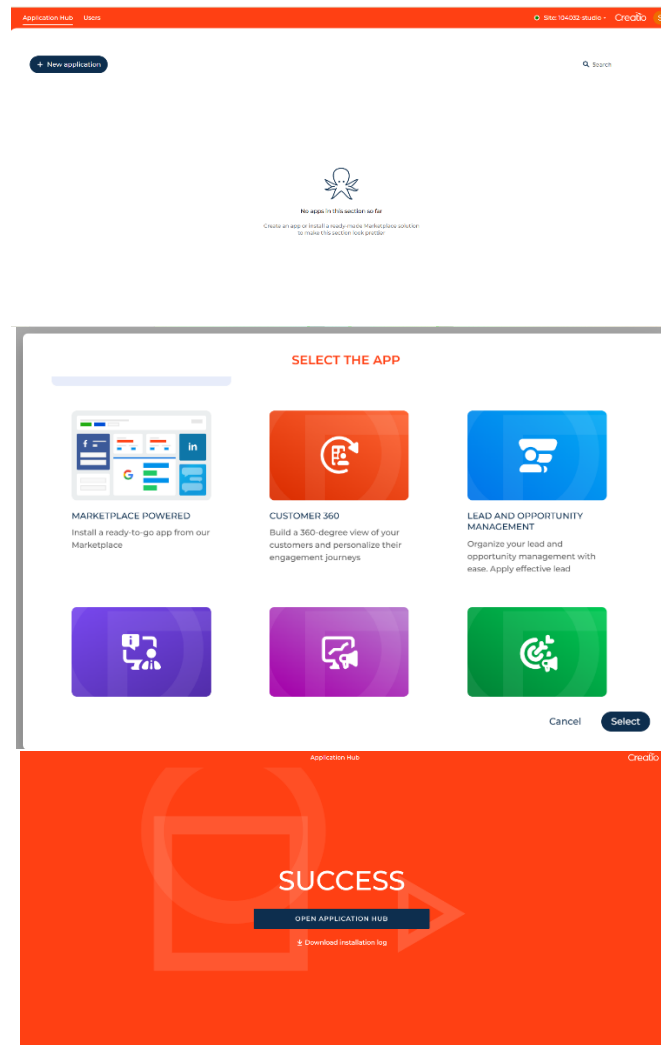 Application Hub Users
Site: 104032-studio
Creatio
+ New application
Search
No apps in this section so far
Create an app or install a ready-made Marketplace solution
to make this section look prettier
SELECT THE APP
MARKETPLACE POWERED
Install a ready-to-go app from our
Marketplace
CUSTOMER 360
Build a 360-degree view of your
customers and personalize their
engagement journeys
LEAD AND OPPORTUNITY
MANAGEMENT
Organize your lead and
opportunity management with
ease. Apply effective lead
Cancel
Select
Application Hub
Creatio
SUCCESS
OPEN APPLICATION HUB
Download installation log